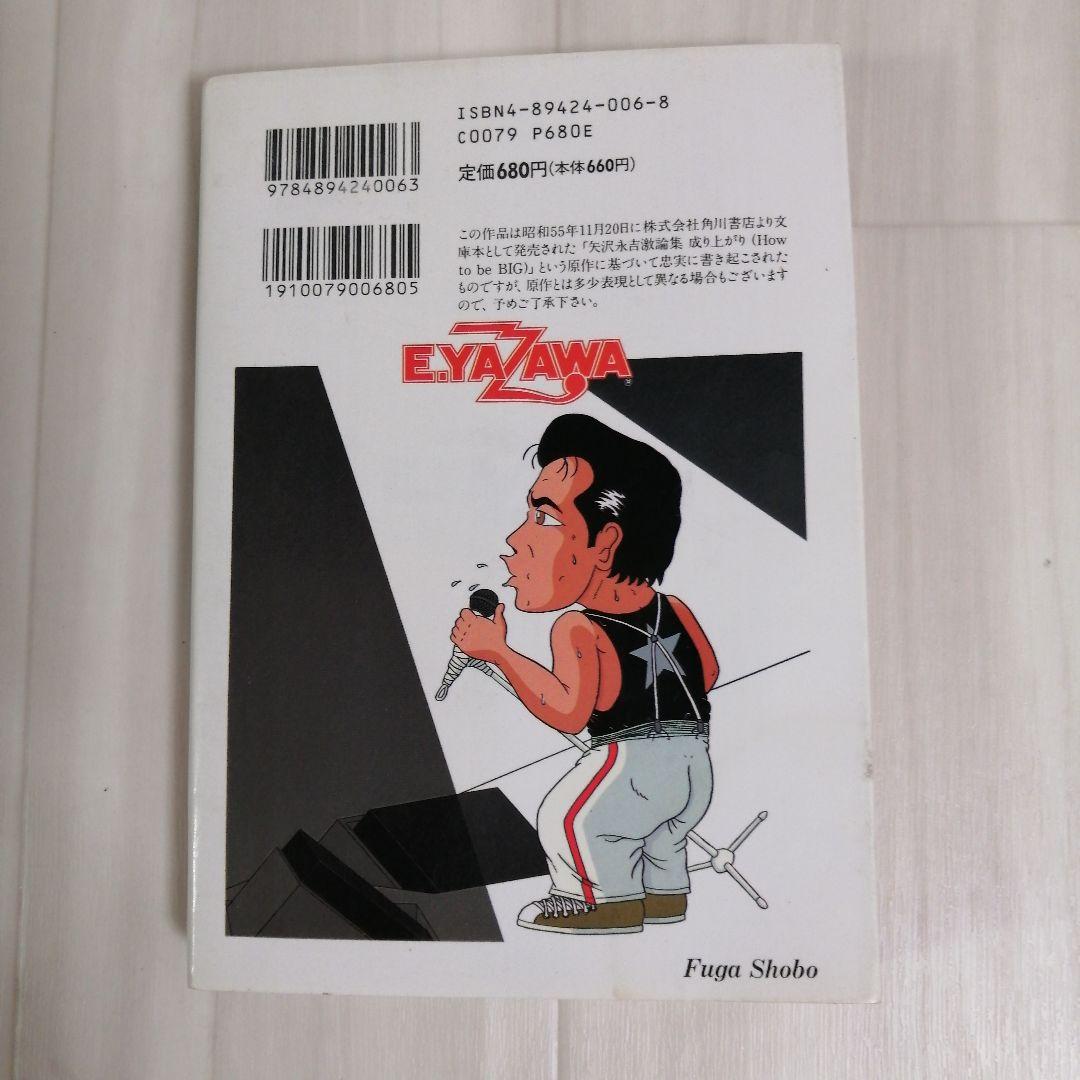 ISBN4-89424-006-8
C0079 P680E
定価680円(本体660円)
9784894240063
1910079006805
この作品は昭和55年11月20日に株式会社角川書店より文
庫本として発売された「矢沢永吉激論集 成り上がり(How
to be BIG)」という原作に基づいて忠実に書き起こされた
ものですが、原作とは多少表現として異なる場合もございます
ので、予めご了承下さい。
E.YAZAWA®
Fuga Shobo